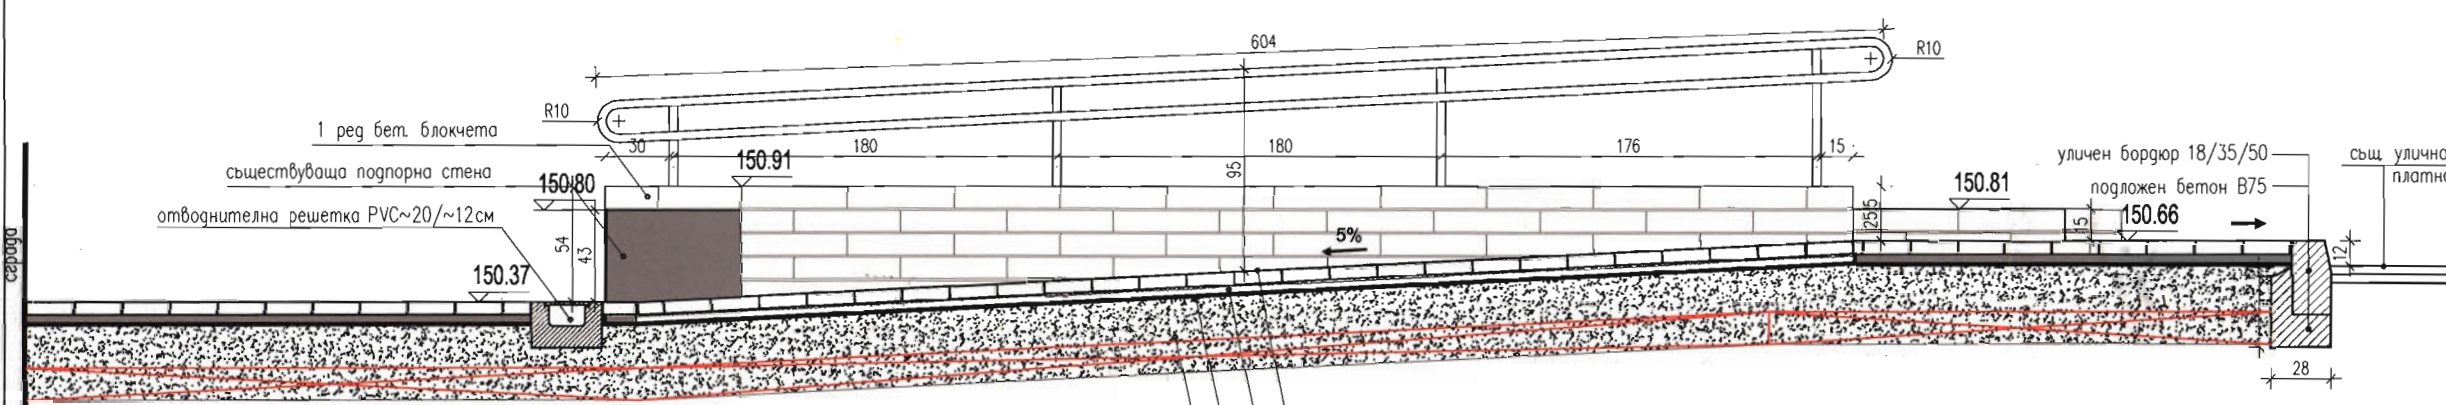 604
R10
R10
1 ред бет. блокчета
30
180
180
176
15
150.91
95
уличен бордюр 18/35/50
същ. улична
платно
съществуваща подпорна стена
150.80
150.81
подложен бетон B75
отводнителна решетка PVC~20/~12см
54
43
25.5
15
150.66
5%
12
сграда
150.37
28